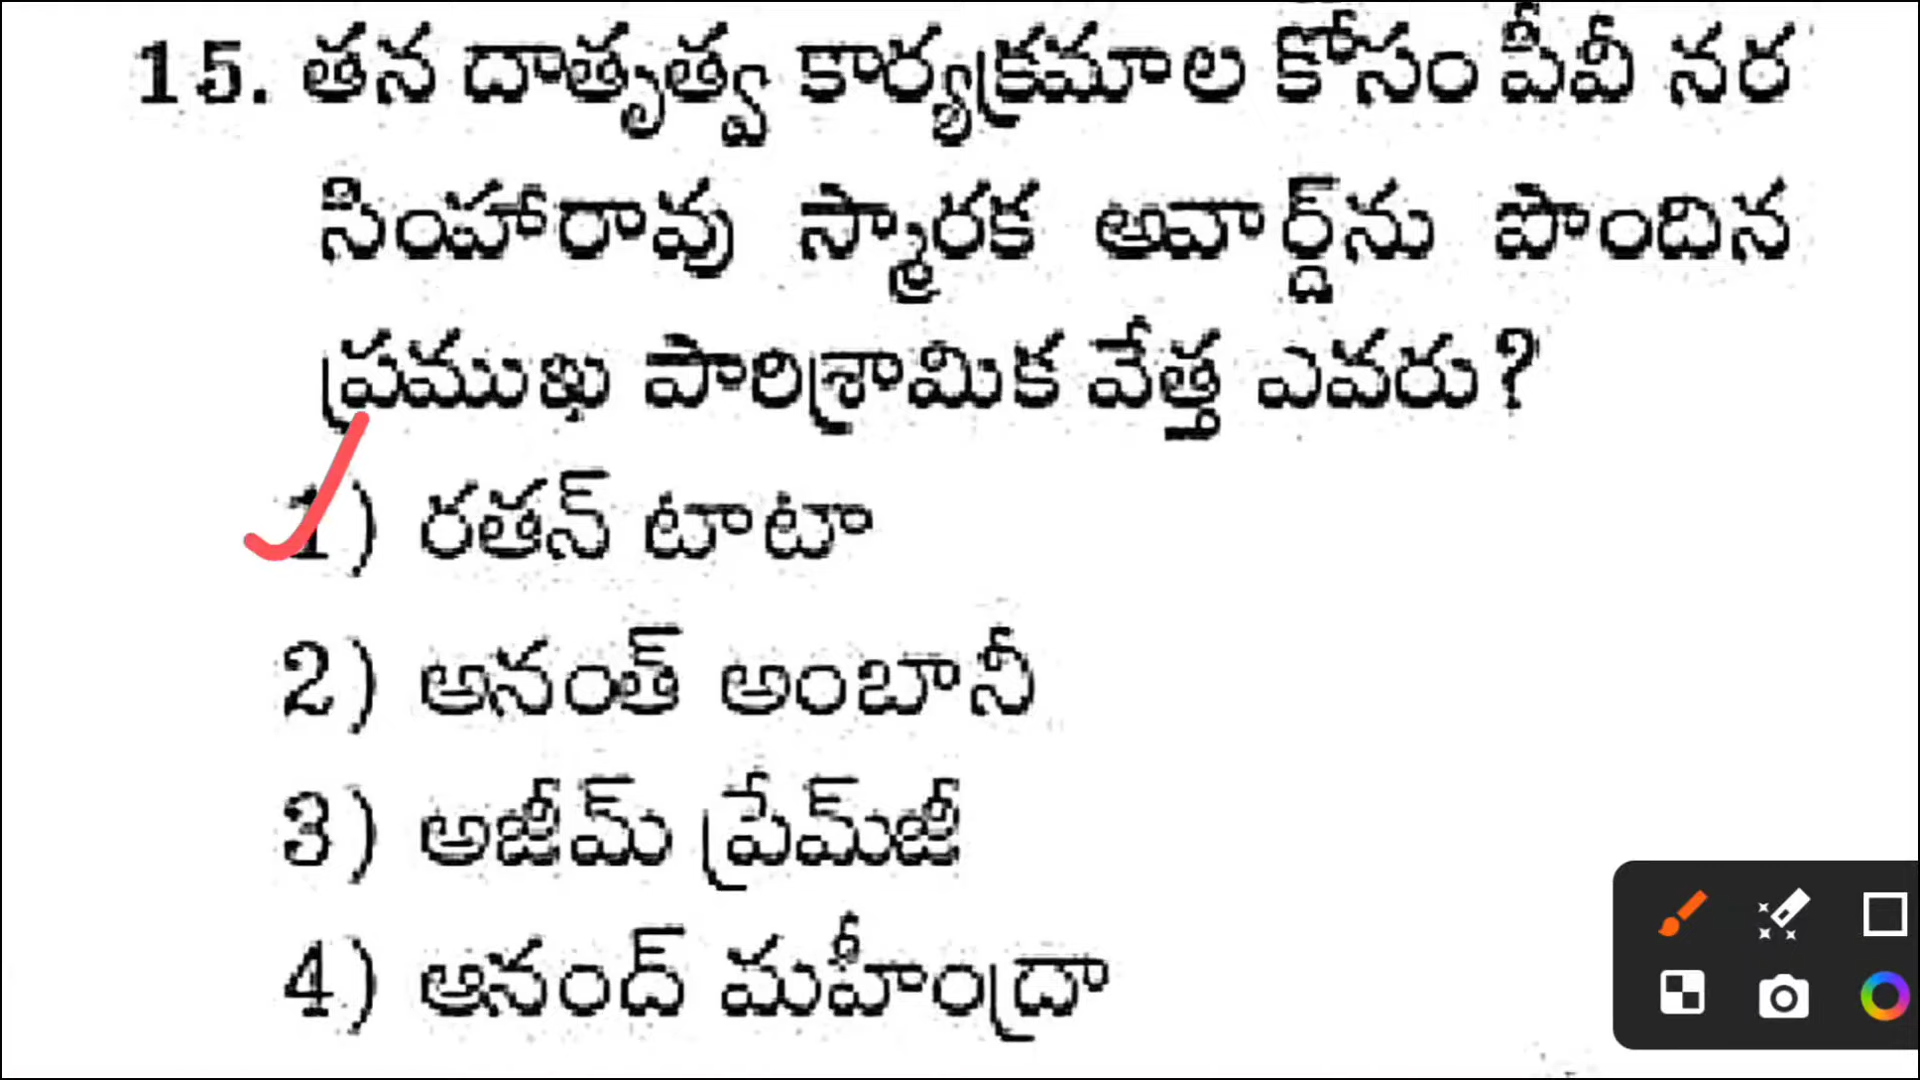 15. తన దాతృత్వ కార్యక్రమాల కోసం పీవీ నర
సింహారావు స్మారక అవార్డ్‌ను పొందిన
ప్రముఖ పారిశ్రామిక వేత్త ఎవరు?
1) రతన్ టాటా
2) అనంత్ అంబానీ
3) అజీమ్ ప్రేమ్‌జీ
4) ఆనంద్ మహీంద్రా